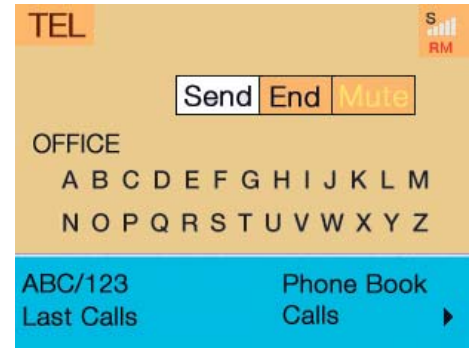 TEL
S
RM
Send End Mute
OFFICE
A B C D E F G H I J K L M
N O P Q R S T U V W X Y Z
ABC/123 Phone Book
Last Calls Calls